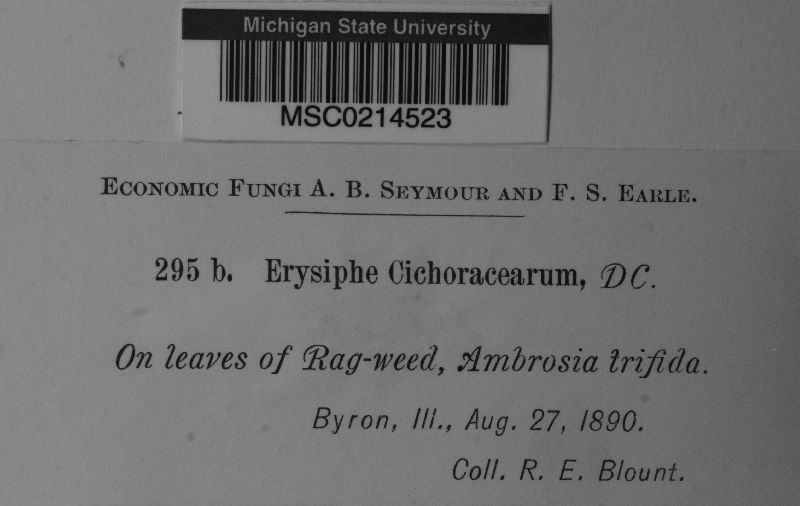 Michigan State University
MSC0214523
Economic Fungi A. B. Seymour and F. S. Earle.
295 b. Erysiphe Cichoracearum, DC.
On leaves of Rag-weed, Ambrosia trifida.
Byron, Ill., Aug. 27, 1890.
Coll. R. E. Blount.